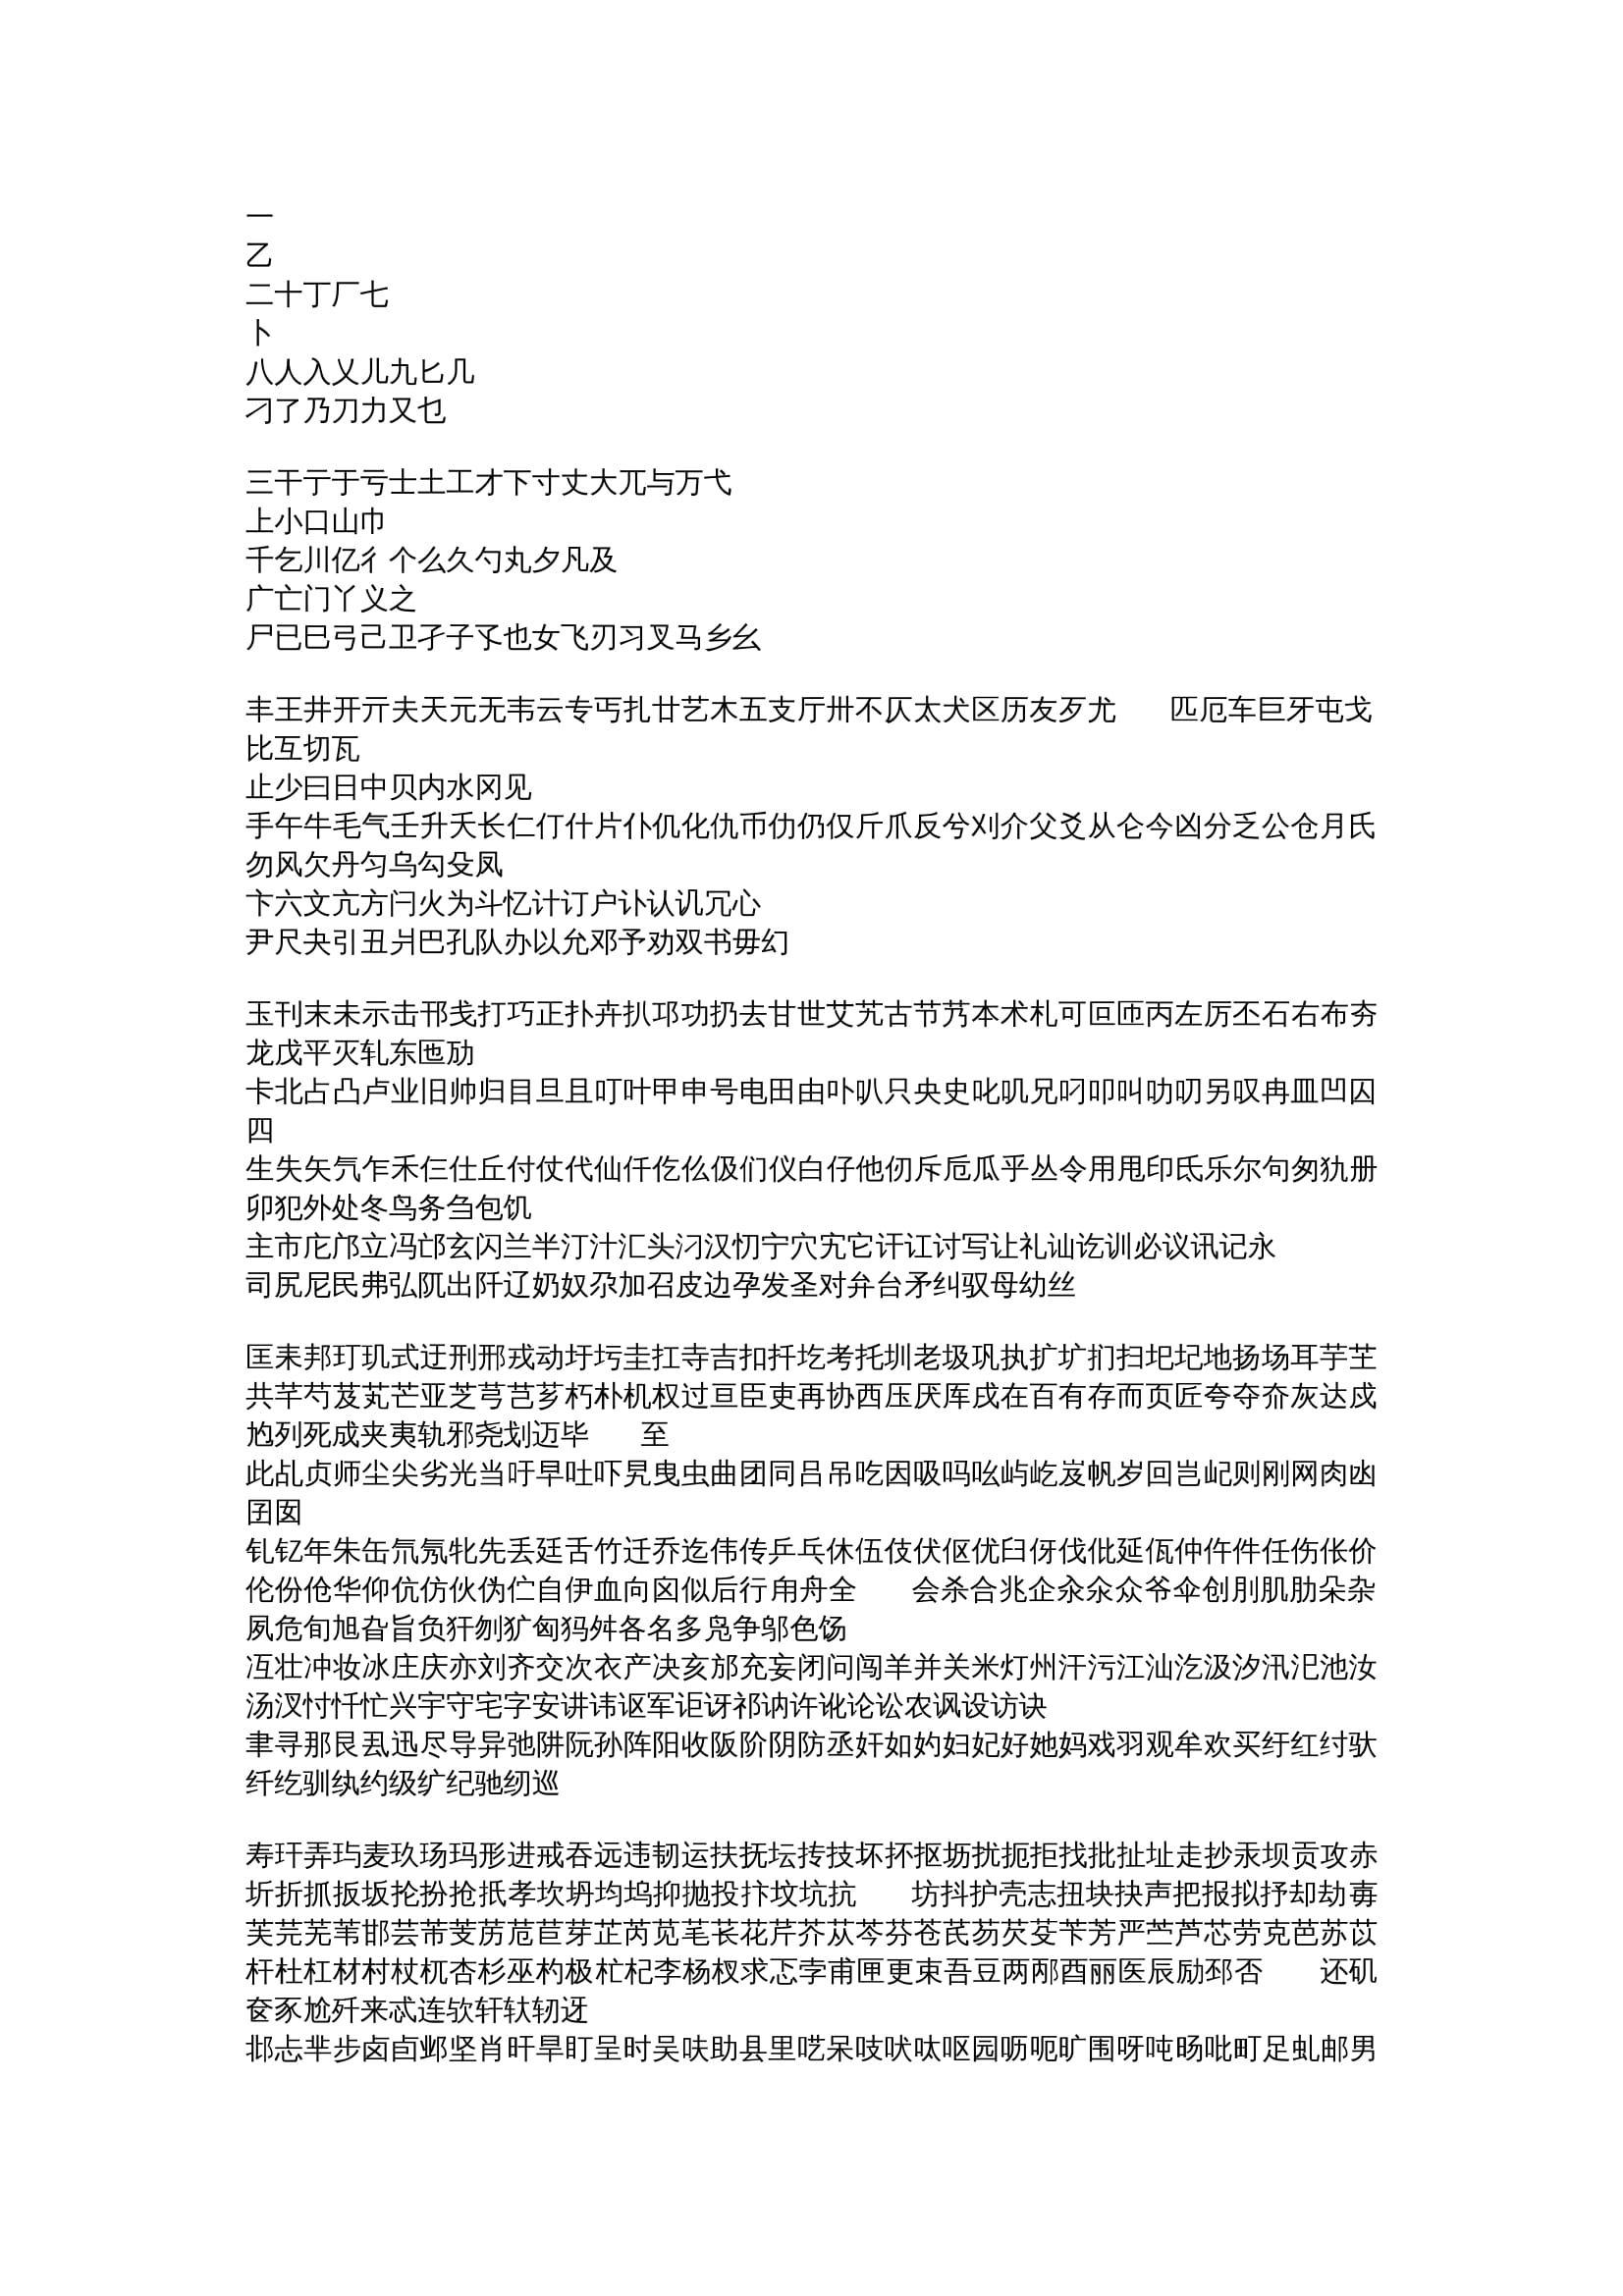 一
乙
二十丁厂七
卜
八人入乂儿九匕几
刁了乃刀力又乜
三干亍于亏士土工才下寸丈大兀与万弋
上小口山巾
千乞川亿彳个么久勺丸夕凡及
广亡门丫义之
尸已巳弓己卫孑子孓也女飞刃习叉马乡幺
丰王井开亓夫天元无韦云专丐扎廿艺木五支厅卅不仄太犬区历友歹尤 匹厄车巨牙屯戈
比互切瓦
止少曰日中贝内水冈见
手午牛毛气壬升夭长仁仃什片仆仉化仇币仂仍仅斤爪反兮刈介父爻从仑今凶分乏公仓月氏
勿风欠丹匀乌勾殳凤
卞六文亢方闩火为斗忆计订户讣认讥冗心
尹尺夬引丑爿巴孔队办以允邓予劝双书毋幻
玉刊末未示击邗戋打巧正扑卉扒邛功扔去甘世艾艽古节艿本术札可叵匝丙左厉丕石右布夯
龙戊平灭轧东匜劢
卡北占凸卢业旧帅归目旦且叮叶甲申号电田由卟叭只央史叱叽兄叼叩叫叻叨另叹冉皿凹囚
四
生失矢氕乍禾仨仕丘付仗代仙仟仡仫伋们仪白仔他仞斥卮瓜乎丛令用甩印氐乐尔句匆犰册
卯犯外处冬鸟务刍包饥
主市庀邝立冯邙玄闪兰半汀汁汇头汈汉忉宁穴宄它讦讧讨写让礼讪讫训必议讯记永
司尻尼民弗弘阢出阡辽奶奴尕加召皮边孕发圣对弁台矛纠驭母幼丝
匡耒邦玎玑式迂刑邢戎动圩圬圭扛寺吉扣扦圪考托圳老圾巩执扩圹扪扫圯圮地扬场耳芋芏
共芊芍芨芄芒亚芝芎芑芗朽朴机权过亘臣吏再协西压厌厍戌在百有存而页匠夸夺夼灰达戍
尥列死成夹夷轨邪尧划迈毕 至
此乩贞师尘尖劣光当吁早吐吓旯曳虫曲团同吕吊吃因吸吗吆屿屹岌帆岁回岂屺则刚网肉凼
囝囡
钆钇年朱缶氘氖牝先丢廷舌竹迁乔迄伟传乒乓休伍伎伏伛优臼伢伐仳延佤仲仵件任伤伥价
伦份伧华仰伉仿伙伪伫自伊血向囟似后行甪舟全 会杀合兆企汆氽众爷伞创刖肌肋朵杂
夙危旬旭旮旨负犴刎犷匈犸舛各名多凫争邬色饧
冱壮冲妆冰庄庆亦刘齐交次衣产决亥邡充妄闭问闯羊并关米灯州汗污江汕汔汲汐汛汜池汝
汤汊忖忏忙兴宇守宅字安讲讳讴军讵讶祁讷许讹论讼农讽设访诀
聿寻那艮厾迅尽导异弛阱阮孙阵阳收阪阶阴防丞奸如妁妇妃好她妈戏羽观牟欢买纡红纣驮
纤纥驯纨约级纩纪驰纫巡
寿玕弄玙麦玖玚玛形进戒吞远违韧运扶抚坛抟技坏抔抠坜扰扼拒找批扯址走抄汞坝贡攻赤
圻折抓扳坂抡扮抢扺孝坎坍均坞抑抛投抃坟坑抗 坊抖护壳志扭块抉声把报拟抒却劫毐
芙芫芜苇邯芸芾芰苈苊苣芽芷芮苋芼苌花芹芥苁芩芬苍芪芴芡芟苄芳严苎芦芯劳克芭苏苡
杆杜杠材村杖杌杏杉巫杓极杧杞李杨杈求忑孛甫匣更束吾豆两邴酉丽医辰励邳否 还矶
奁豕尬歼来忒连欤轩轪轫迓
邶忐芈步卤卣邺坚肖旰旱盯呈时吴呋助县里呓呆吱吠呔呕园呖呃旷围呀吨旸吡町足虬邮男